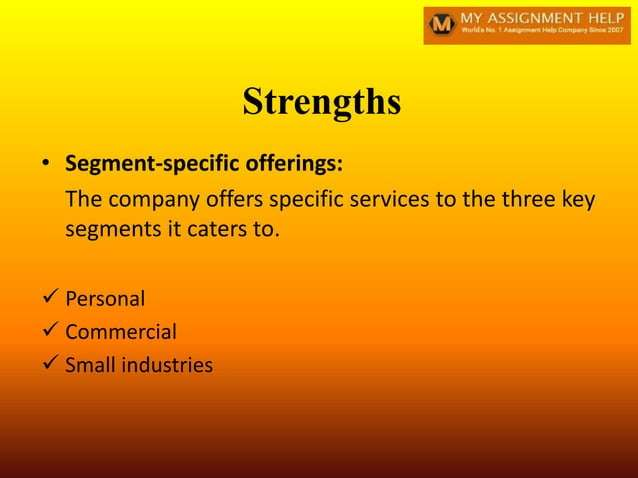 MY ASSIGNMENT HELP
World's No. 1 Assignment Help Company Since 2007
Strengths
• Segment-specific offerings:
The company offers specific services to the three key
segments it caters to.
✓ Personal
✓ Commercial
✓ Small industries